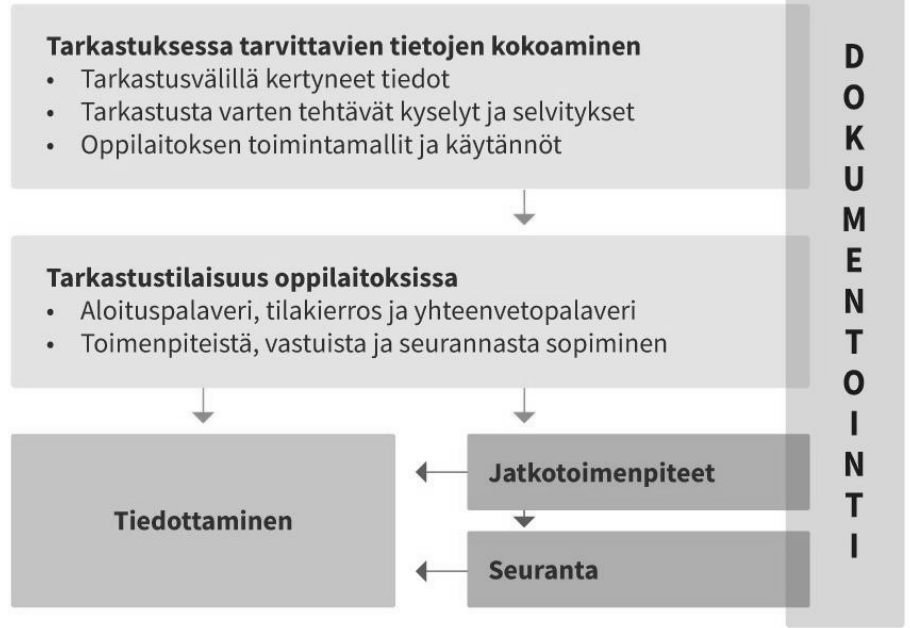 Tarkastuksessa tarvittavien tietojen kokoaminen
• Tarkastusvälillä kertyneet tiedot
• Tarkastusta varten tehtävät kyselyt ja selvitykset
• Oppilaitoksen toimintamallit ja käytännöt
Tarkastustilaisuus oppilaitoksissa
• Aloituspalaveri, tilakierros ja yhteenvetopalaveri
• Toimenpiteistä, vastuista ja seurannasta sopiminen
Tiedottaminen
Jatkotoimenpiteet
Seuranta
DOKUMENTOINTI